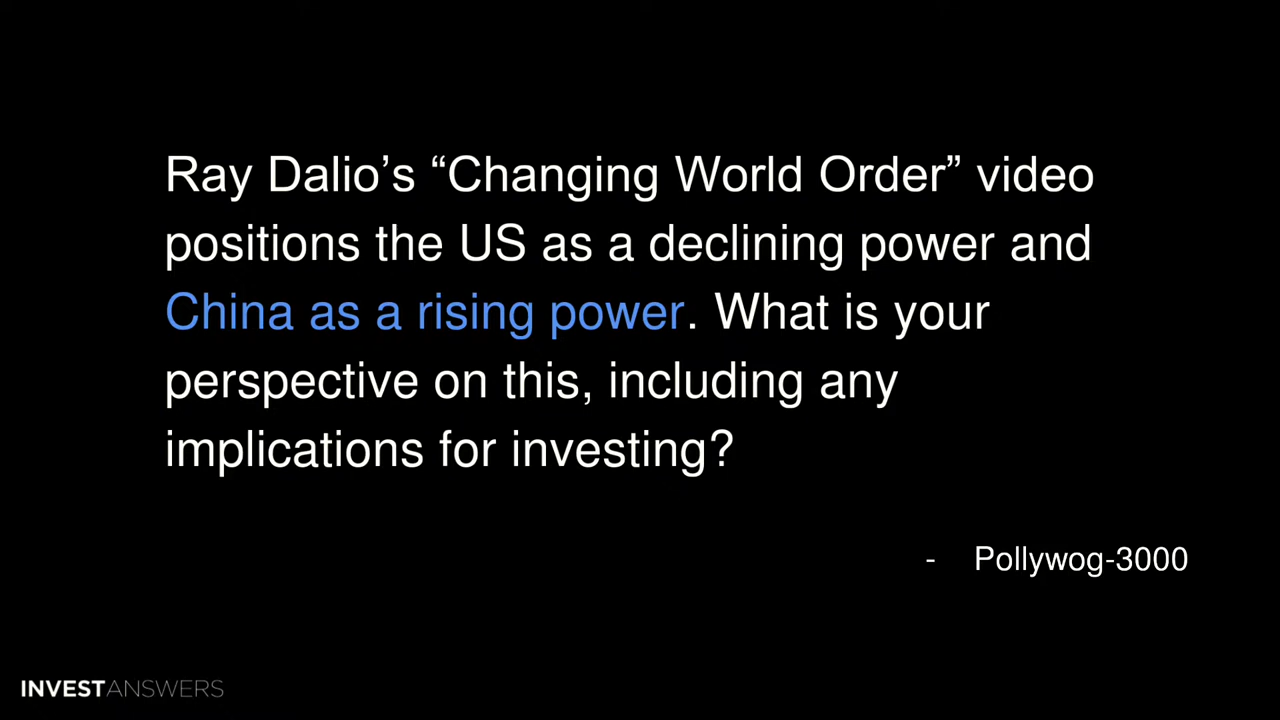 Ray Dalio’s “Changing World Order” video
positions the US as a declining power and
China as a rising power. What is your
perspective on this, including any
implications for investing?
- Pollywog-3000
INVESTANSWERS